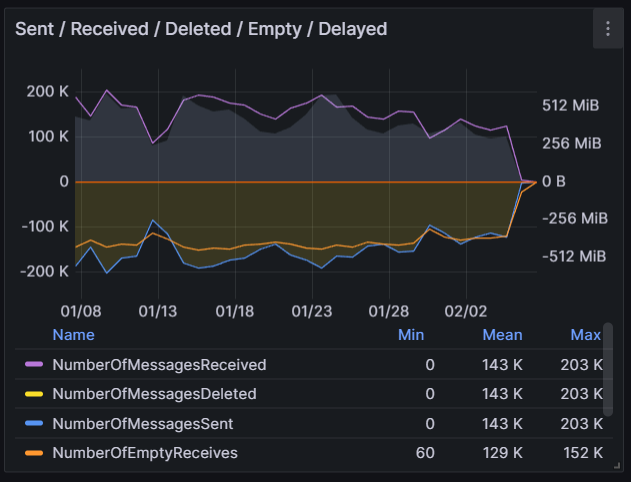 Sent / Received / Deleted / Empty / Delayed
200 K
100 K
0
-100 K
-200 K
512 MiB
256 MiB
0 B
-256 MiB
-512 MiB
01/08 01/13 01/18 01/23 01/28 02/02
Name Min Mean Max
NumberOfMessagesReceived 0 143 K 203 K
NumberOfMessagesDeleted 0 143 K 203 K
NumberOfMessagesSent 0 143 K 203 K
NumberOfEmptyReceives 60 129 K 152 K